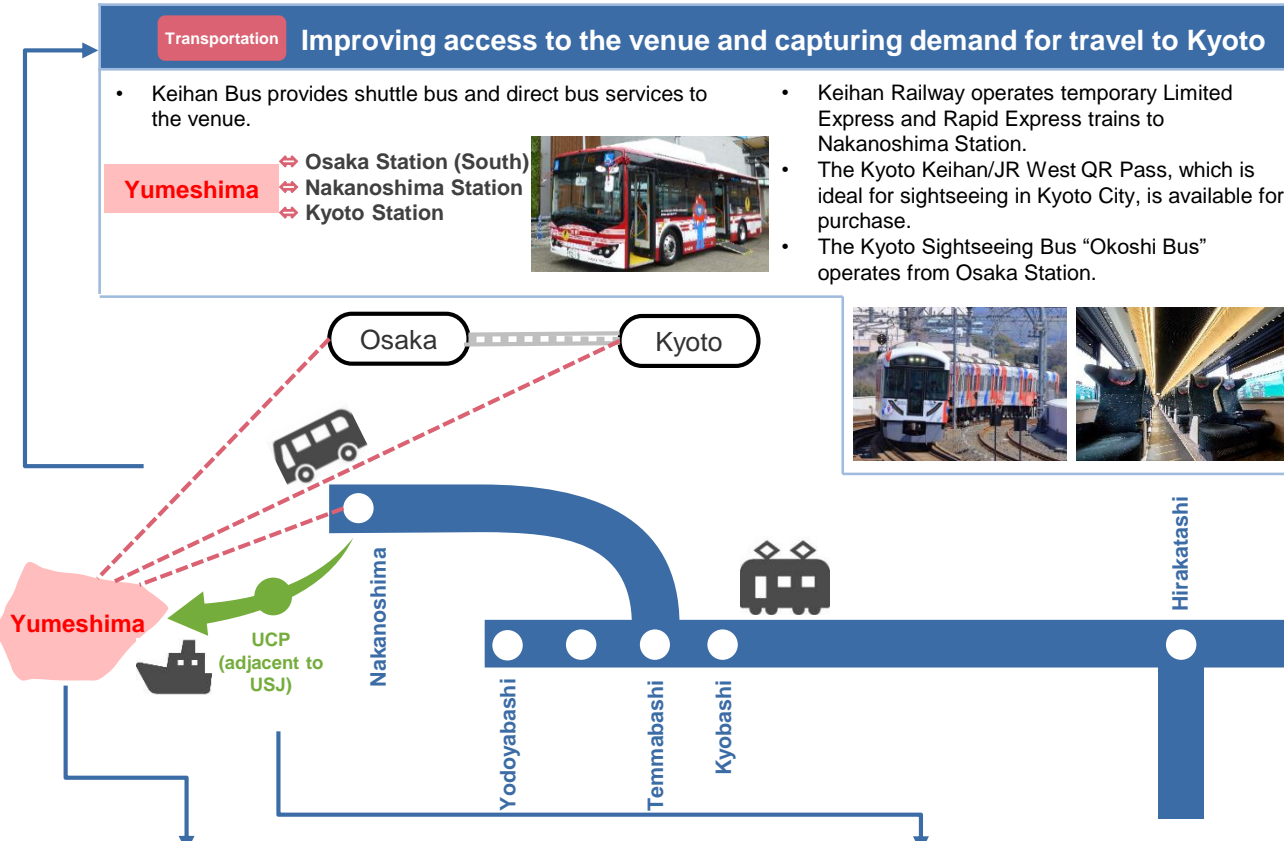 Transportation
Improving access to the venue and capturing demand for travel to Kyoto
• Keihan Bus provides shuttle bus and direct bus services to
the venue.
Yumeshima
⇔ Osaka Station (South)
⇔ Nakanoshima Station
⇔ Kyoto Station
• Keihan Railway operates temporary Limited
Express and Rapid Express trains to
Nakanoshima Station.
• The Kyoto Keihan/JR West QR Pass, which is
ideal for sightseeing in Kyoto City, is available for
purchase.
• The Kyoto Sightseeing Bus “Okoshi Bus”
operates from Osaka Station.
Osaka
Kyoto
Nakanoshima
Hirakatashi
Yumeshima
UCP
(adjacent to
USJ)
Yodoyabashi
Temmabashi
Kyobashi